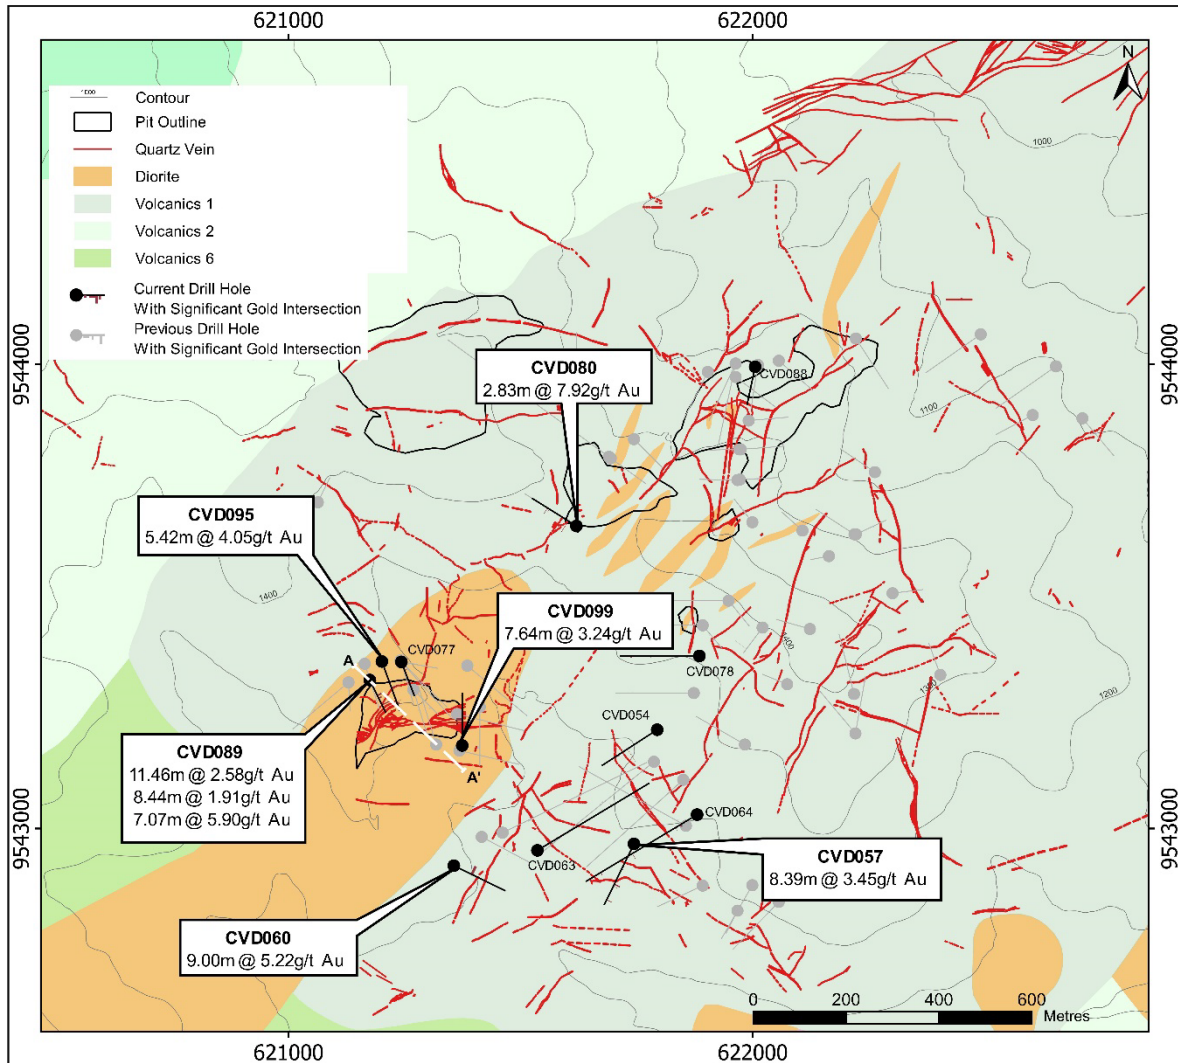 621000
622000
N
1000
Contour
Pit Outline
Quartz Vein
Diorite
Volcanics 1
Volcanics 2
Volcanics 6
Current Drill Hole
With Significant Gold Intersection
Previous Drill Hole
With Significant Gold Intersection
1000
9544000
9544000
CVD080
2.83m @ 7.92g/t Au
CVD088
1100
CVD095
5.42m @ 4.05g/t Au
1400
CVD099
7.64m @ 3.24g/t Au
1400
A
CVD077
CVD078
1300
1200
CVD054
CVD089
11.46m @ 2.58g/t Au
8.44m @ 1.91g/t Au
7.07m @ 5.90g/t Au
A'
9543000
9543000
CVD064
CVD063
CVD057
8.39m @ 3.45g/t Au
CVD060
9.00m @ 5.22g/t Au
0 200 400 600
Metres
621000
622000